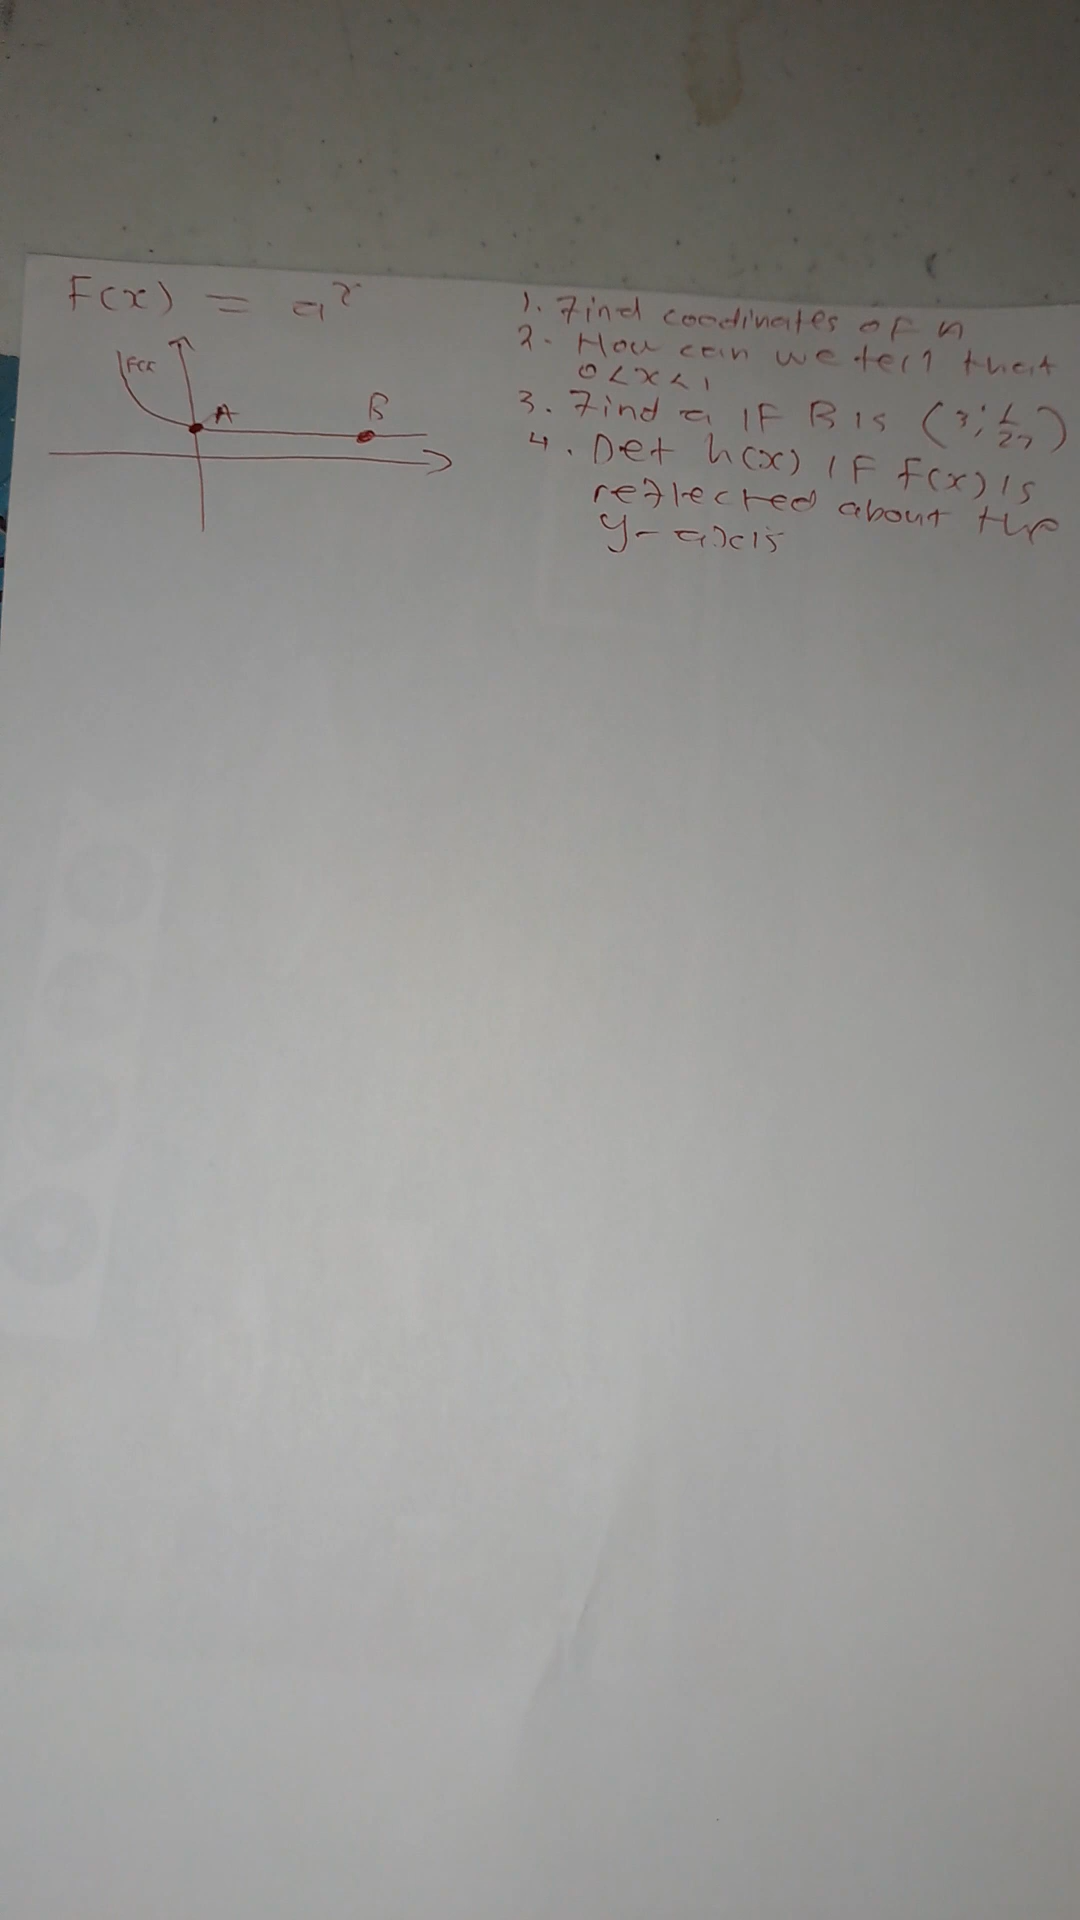 F(x) = a^x
1. Find coodinates of A
2. How can we tell that
0<x<1
3. Find a IF B is (3; 1/27)
4. Det h(x) IF f(x) is
reflected about the
y-axis
A
B